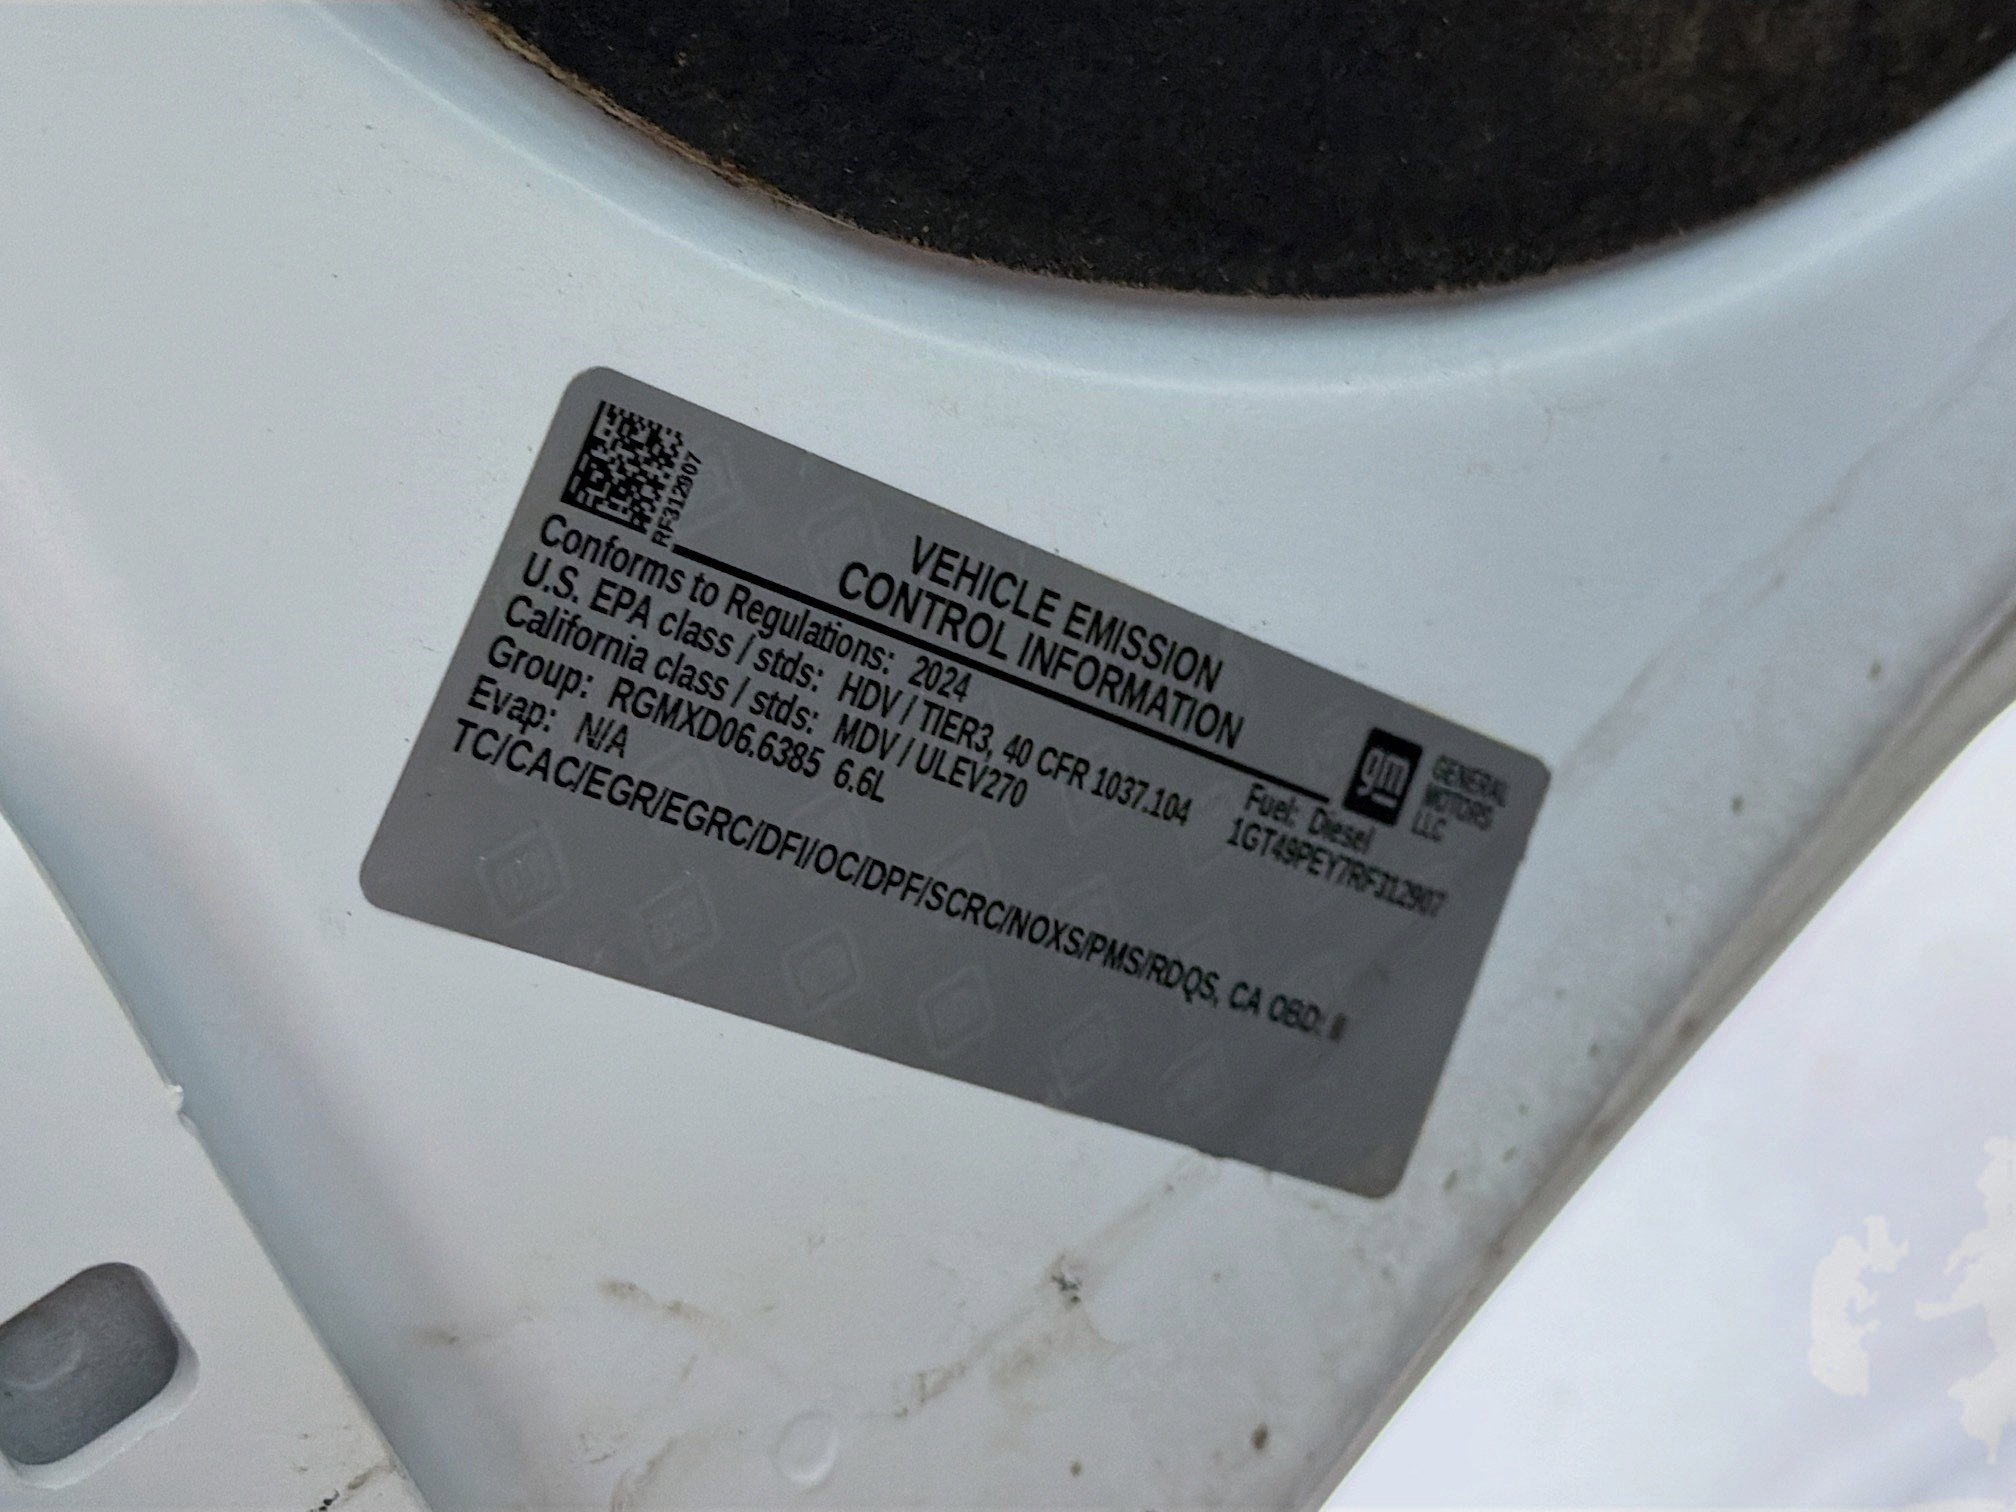 RF312907
VEHICLE EMISSION
CONTROL INFORMATION
gm
GENERAL
MOTORS
LLC
Conforms to Regulations: 2024
Fuel: Diesel
U.S. EPA class / stds: HDV / TIER3, 40 CFR 1037.104
1GT49PEY7RF312907
California class / stds: MDV / ULEV270
Group: RGMXD06.6385 6.6L
Evap: N/A
TC/CAC/EGR/EGRC/DFI/OC/DPF/SCRC/NOXS/PMS/RDQS, CA OBD: II